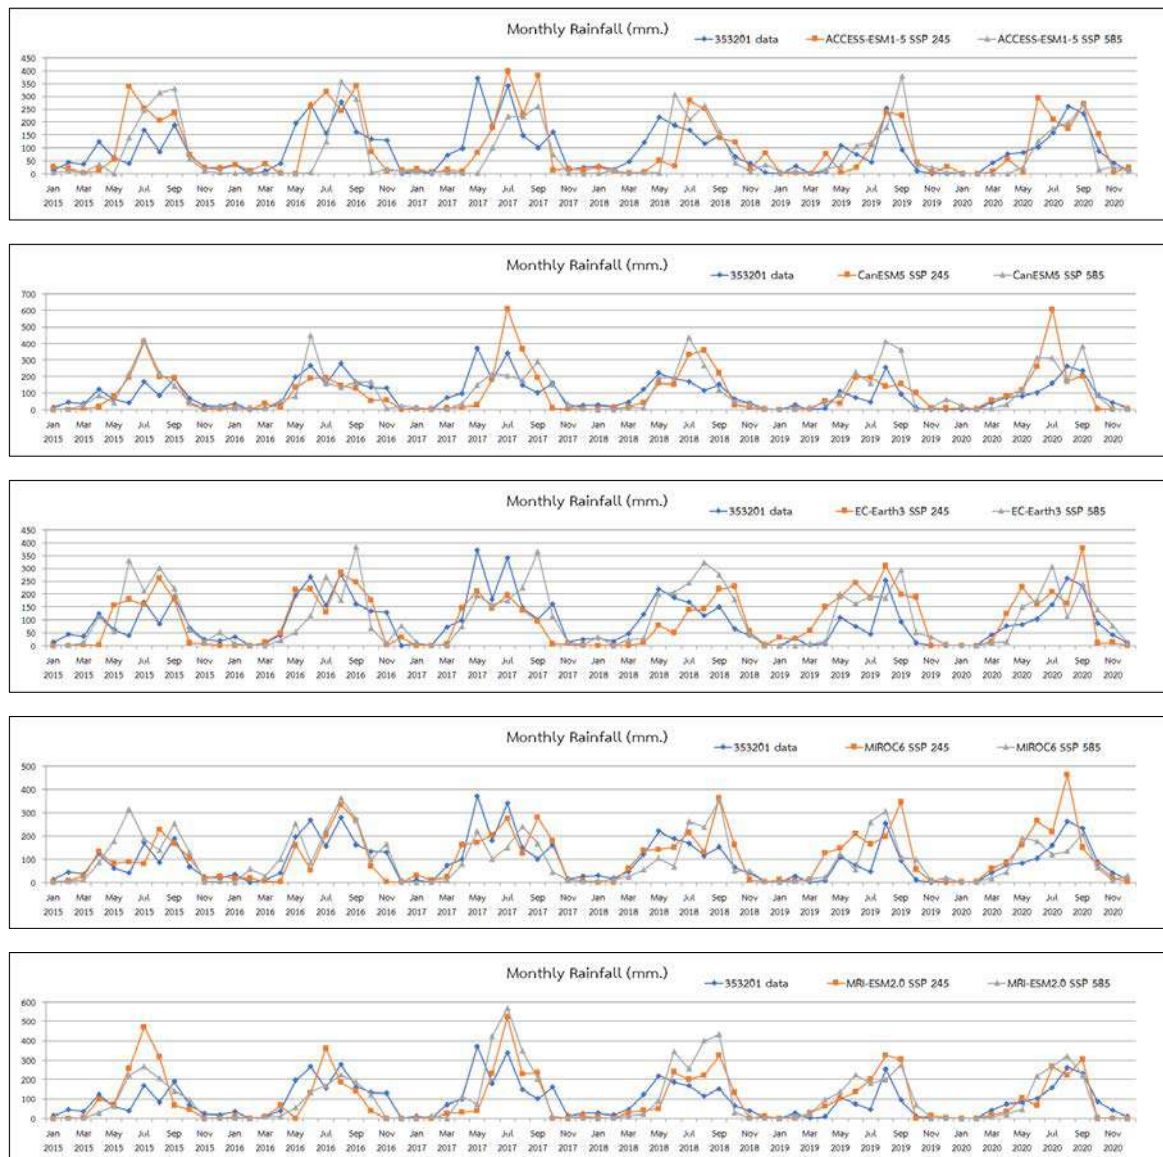 Monthly Rainfall (mm.)
353201 data ACCESS-ESM1-5 SSP 245 ACCESS-ESM1-5 SSP 585
450
400
350
300
250
200
150
100
50
0
Jan Mar May Jul Sep Nov Jan Mar May Jul Sep Nov Jan Mar May Jul Sep Nov Jan Mar May Jul Sep Nov Jan Mar May Jul Sep Nov Jan Mar May Jul Sep Nov
2015 2015 2015 2015 2015 2015 2016 2016 2016 2016 2016 2016 2017 2017 2017 2017 2017 2017 2018 2018 2018 2018 2018 2018 2019 2019 2019 2019 2019 2019 2020 2020 2020 2020 2020 2020
Monthly Rainfall (mm.)
353201 data CanESM5 SSP 245 CanESM5 SSP 585
700
600
500
400
300
200
100
0
Jan Mar May Jul Sep Nov Jan Mar May Jul Sep Nov Jan Mar May Jul Sep Nov Jan Mar May Jul Sep Nov Jan Mar May Jul Sep Nov Jan Mar May Jul Sep Nov
2015 2015 2015 2015 2015 2015 2016 2016 2016 2016 2016 2016 2017 2017 2017 2017 2017 2017 2018 2018 2018 2018 2018 2018 2019 2019 2019 2019 2019 2019 2020 2020 2020 2020 2020 2020
Monthly Rainfall (mm.)
353201 data EC-Earth3 SSP 245 EC-Earth3 SSP 585
450
400
350
300
250
200
150
100
50
0
Jan Mar May Jul Sep Nov Jan Mar May Jul Sep Nov Jan Mar May Jul Sep Nov Jan Mar May Jul Sep Nov Jan Mar May Jul Sep Nov Jan Mar May Jul Sep Nov
2015 2015 2015 2015 2015 2015 2016 2016 2016 2016 2016 2016 2017 2017 2017 2017 2017 2017 2018 2018 2018 2018 2018 2018 2019 2019 2019 2019 2019 2019 2020 2020 2020 2020 2020 2020
Monthly Rainfall (mm.)
353201 data MIROC6 SSP 245 MIROC6 SSP 585
500
400
300
200
100
0
Jan Mar May Jul Sep Nov Jan Mar May Jul Sep Nov Jan Mar May Jul Sep Nov Jan Mar May Jul Sep Nov Jan Mar May Jul Sep Nov Jan Mar May Jul Sep Nov
2015 2015 2015 2015 2015 2015 2016 2016 2016 2016 2016 2016 2017 2017 2017 2017 2017 2017 2018 2018 2018 2018 2018 2018 2019 2019 2019 2019 2019 2019 2020 2020 2020 2020 2020 2020
Monthly Rainfall (mm.)
353201 data MRI-ESM2.0 SSP 245 MRI-ESM2.0 SSP 585
600
500
400
300
200
100
0
Jan Mar May Jul Sep Nov Jan Mar May Jul Sep Nov Jan Mar May Jul Sep Nov Jan Mar May Jul Sep Nov Jan Mar May Jul Sep Nov Jan Mar May Jul Sep Nov
2015 2015 2015 2015 2015 2015 2016 2016 2016 2016 2016 2016 2017 2017 2017 2017 2017 2017 2018 2018 2018 2018 2018 2018 2019 2019 2019 2019 2019 2019 2020 2020 2020 2020 2020 2020